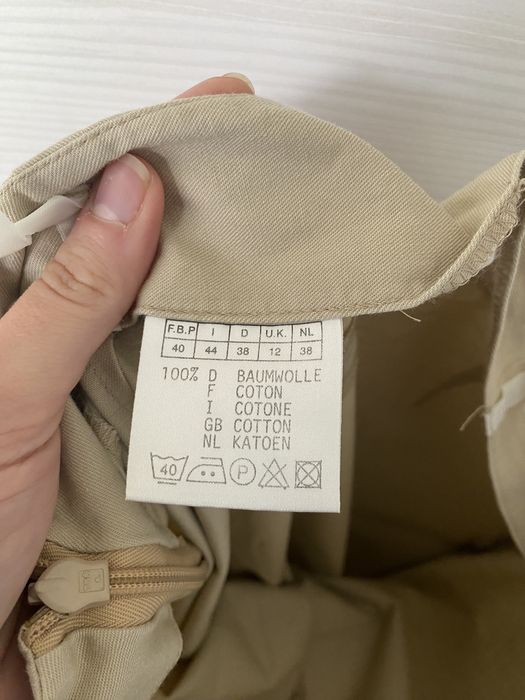 F.B.P I D U.K. NL
40 44 38 12 38
100% D BAUMWOLLE
F COTON
I COTONE
GB COTTON
NL KATOEN
40 P